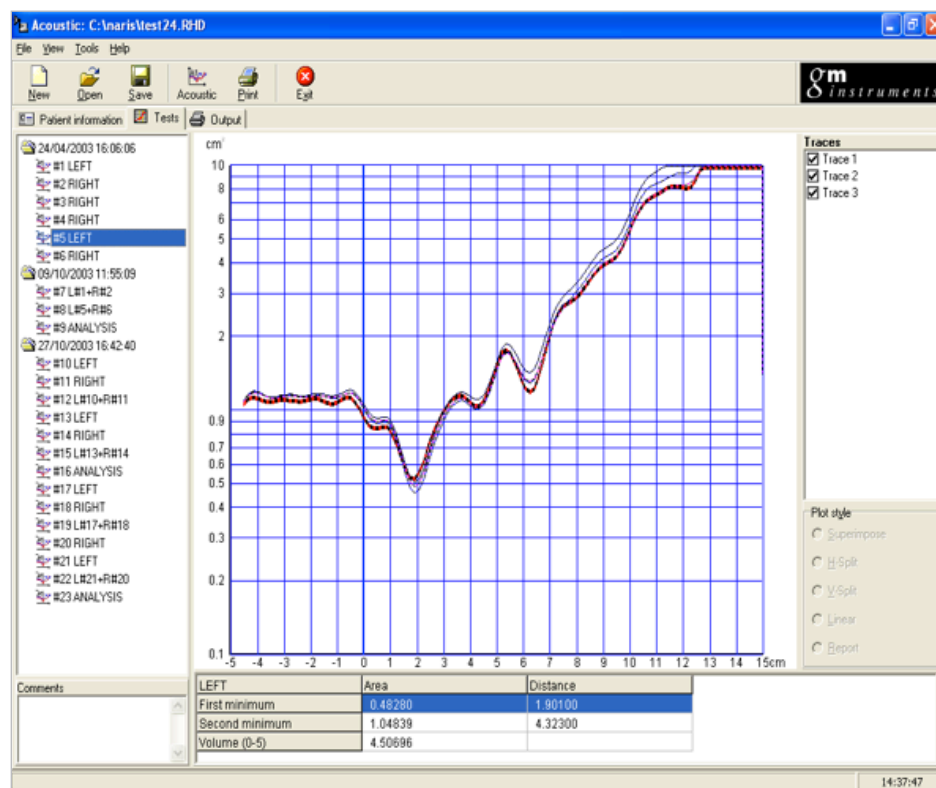 Acoustic: C:\naris\test24.RHD
File View Tools Help
New Open Save Acoustic Print Exit
gm instruments
Patient information Tests Output
24/04/2003 16:06:06
#1 LEFT
#2 RIGHT
#3 RIGHT
#4 RIGHT
#5 LEFT
#6 RIGHT
09/10/2003 11:55:09
#7 L#1+R#2
#8 L#5+R#6
#9 ANALYSIS
27/10/2003 16:42:40
#10 LEFT
#11 RIGHT
#12 L#10+R#11
#13 LEFT
#14 RIGHT
#15 L#13+R#14
#16 ANALYSIS
#17 LEFT
#18 RIGHT
#19 L#17+R#18
#20 RIGHT
#21 LEFT
#22 L#21+R#20
#23 ANALYSIS
Comments
cm
10
9
8
7
6
5
4
3
2
0.9
0.8
0.7
0.6
0.5
0.4
0.3
0.2
0.1
-5 -4 -3 -2 -1 0 1 2 3 4 5 6 7 8 9 10 11 12 13 14 15cm
Traces
Trace 1
Trace 2
Trace 3
Plot style
Superimpose
H-Split
V-Split
Linear
Report
LEFT Area Distance
First minimum 0.48280 1.90100
Second minimum 1.04839 4.32300
Volume (0-5) 4.50696
14:37:47